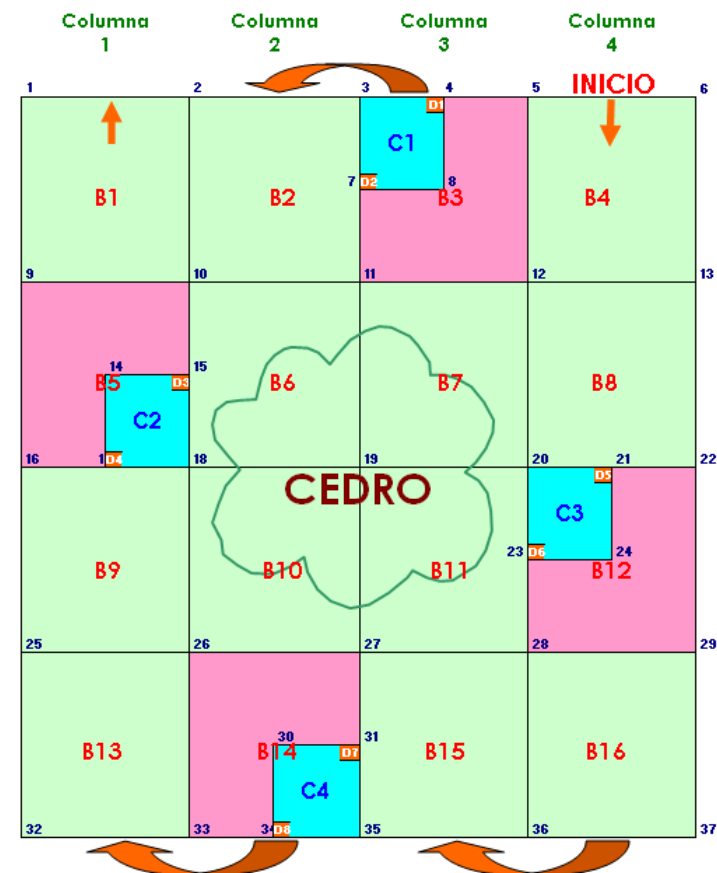 Columna Columna Columna Columna
1 2 3 4
INICIO
1 2 3 4 5 6
D1
C1
7 D2 8
B1 B2 B3 B4
9 10 11 12 13
14 15
B5 D3 B6 B7 B8
C2
16 1 D4 18 19 20 21 22
CEDRO
D5
C3
23 D6 24
B9 B10 B11 B12
25 26 27 28 29
30 31
B13 B14 D7 B15 B16
C4
32 33 34 D8 35 36 37